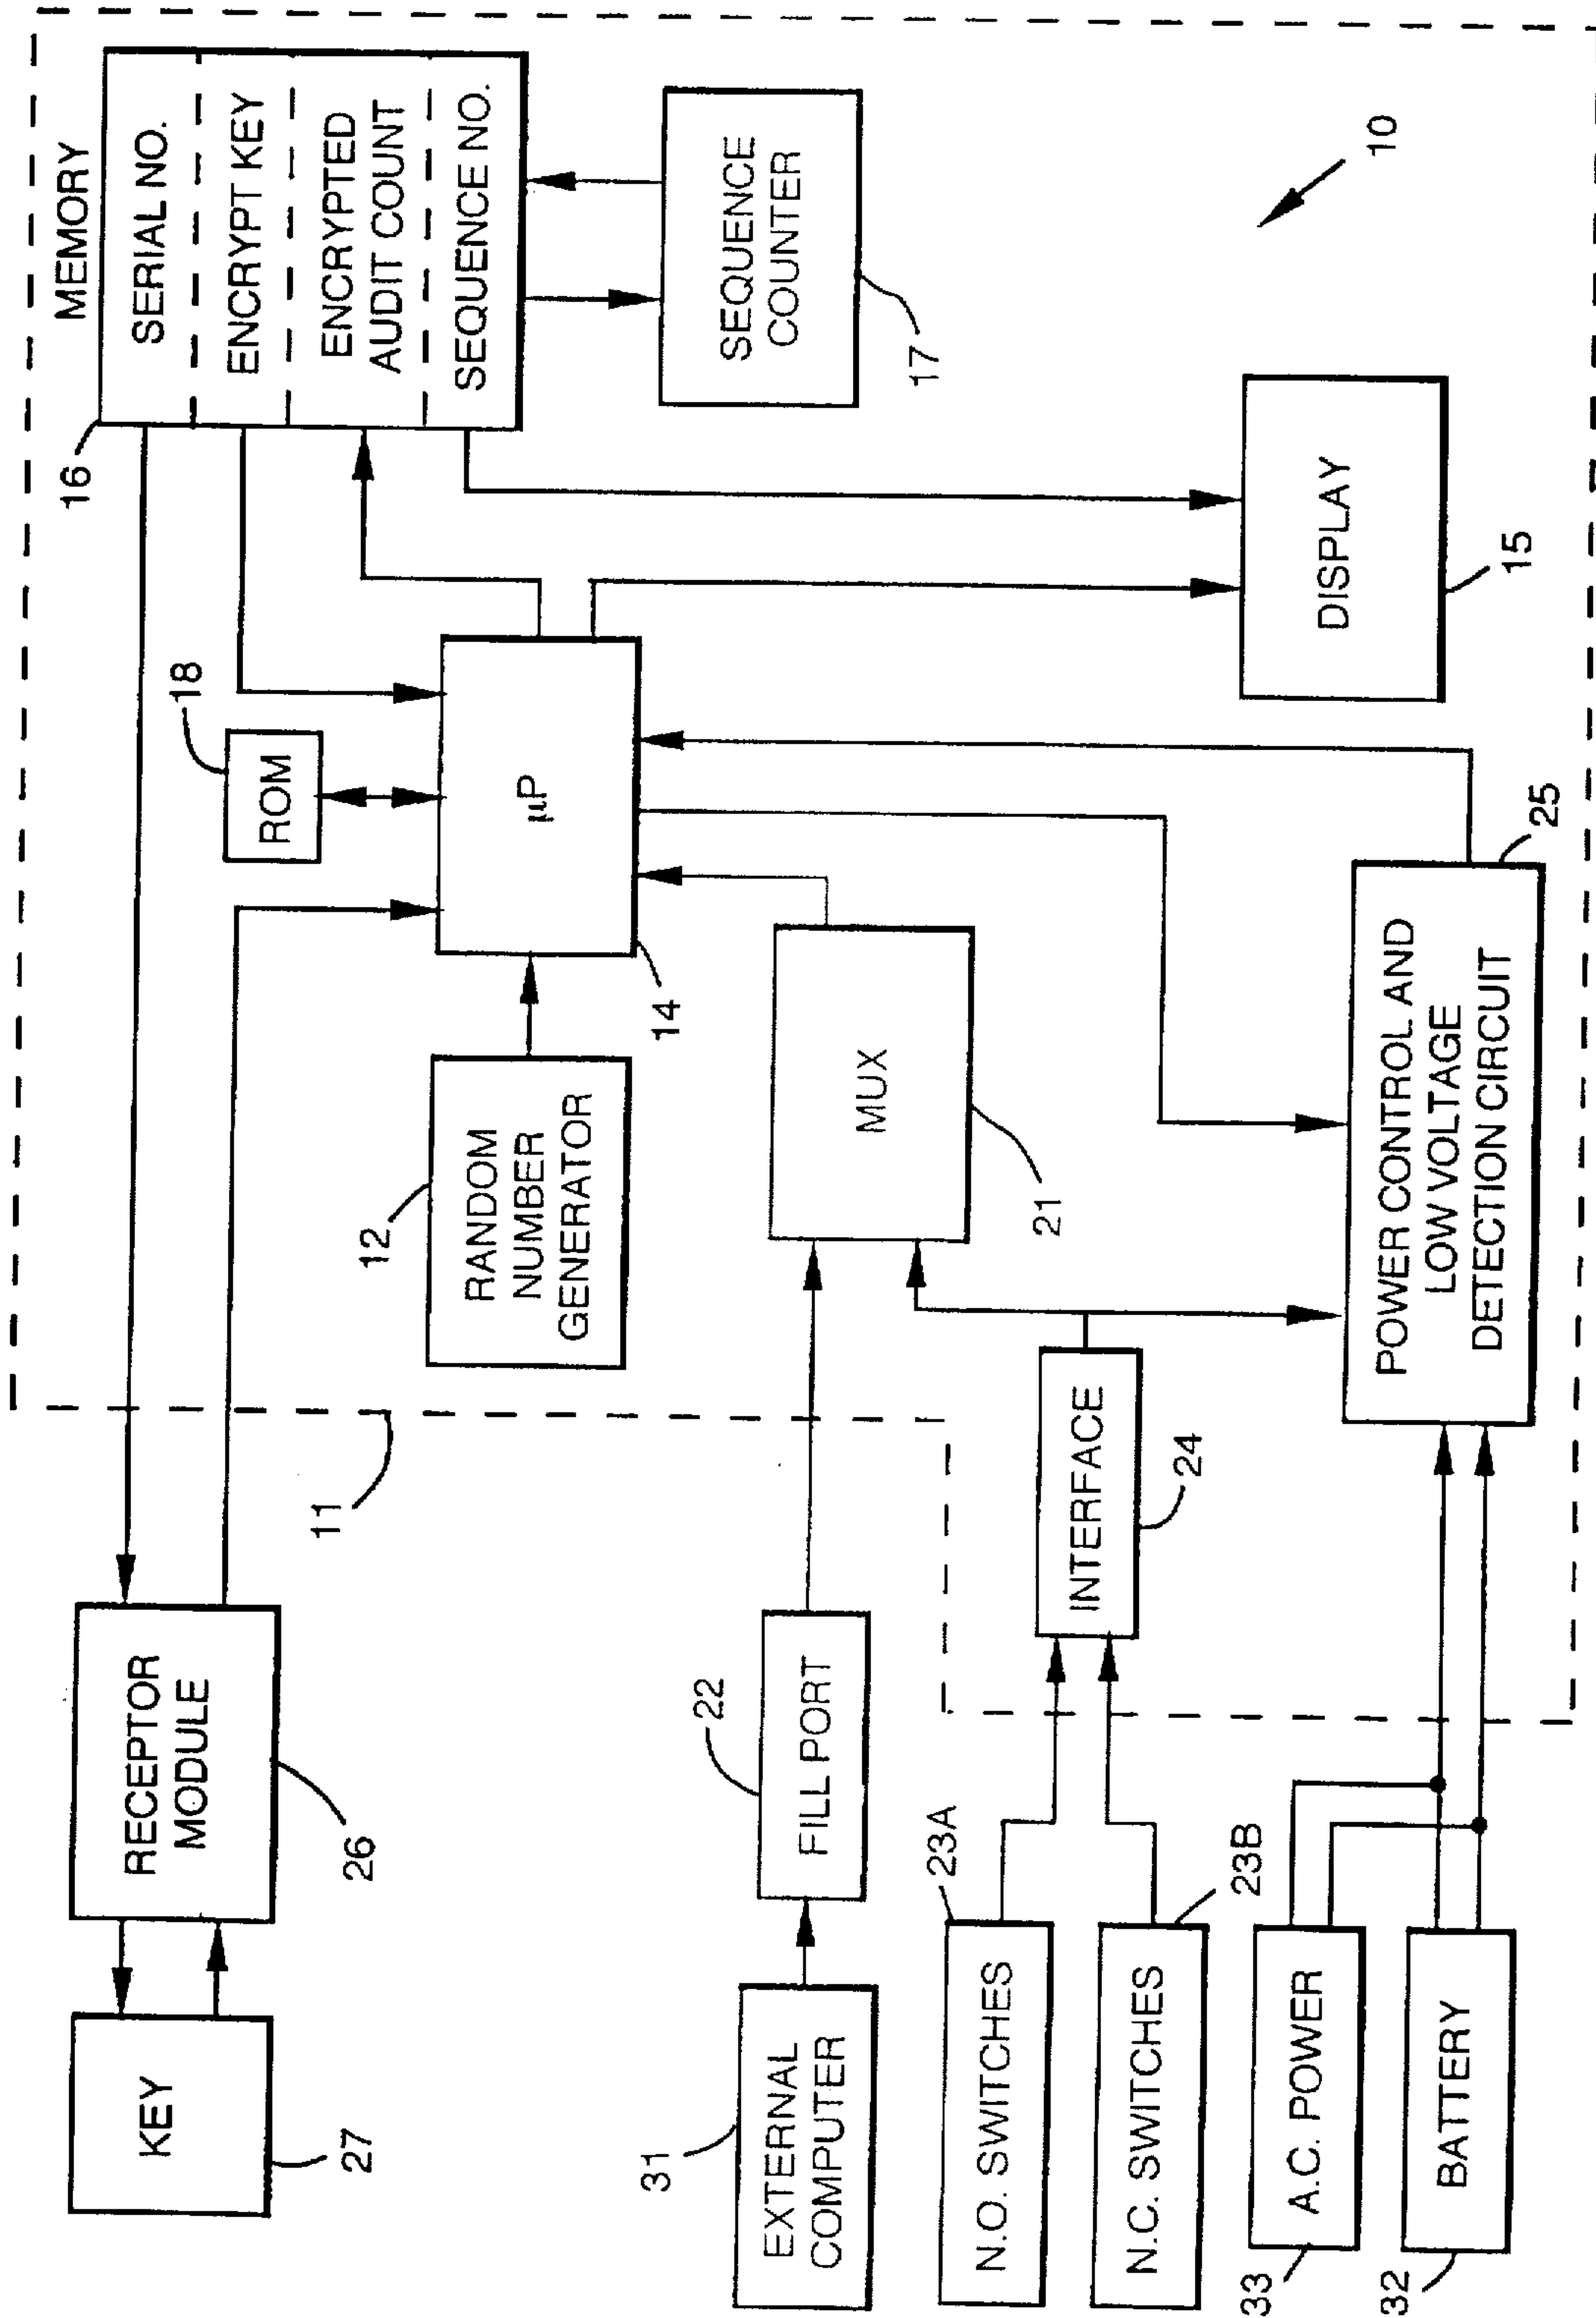 KEY
27
RECEPTOR
MODULE
26
11
MEMORY
16
SERIAL NO.
ENCRYPT KEY
ENCRYPTED
AUDIT COUNT
SEQUENCE NO.
18
ROM
12
RANDOM
NUMBER
GENERATOR
μP
14
SEQUENCE
COUNTER
17
31
EXTERNAL
COMPUTER
22
FILL PORT
MUX
21
23A
N.O. SWITCHES
N.C. SWITCHES
23B
INTERFACE
24
10
DISPLAY
15
33
A.C. POWER
32
BATTERY
POWER CONTROL AND
LOW VOLTAGE
DETECTION CIRCUIT
25